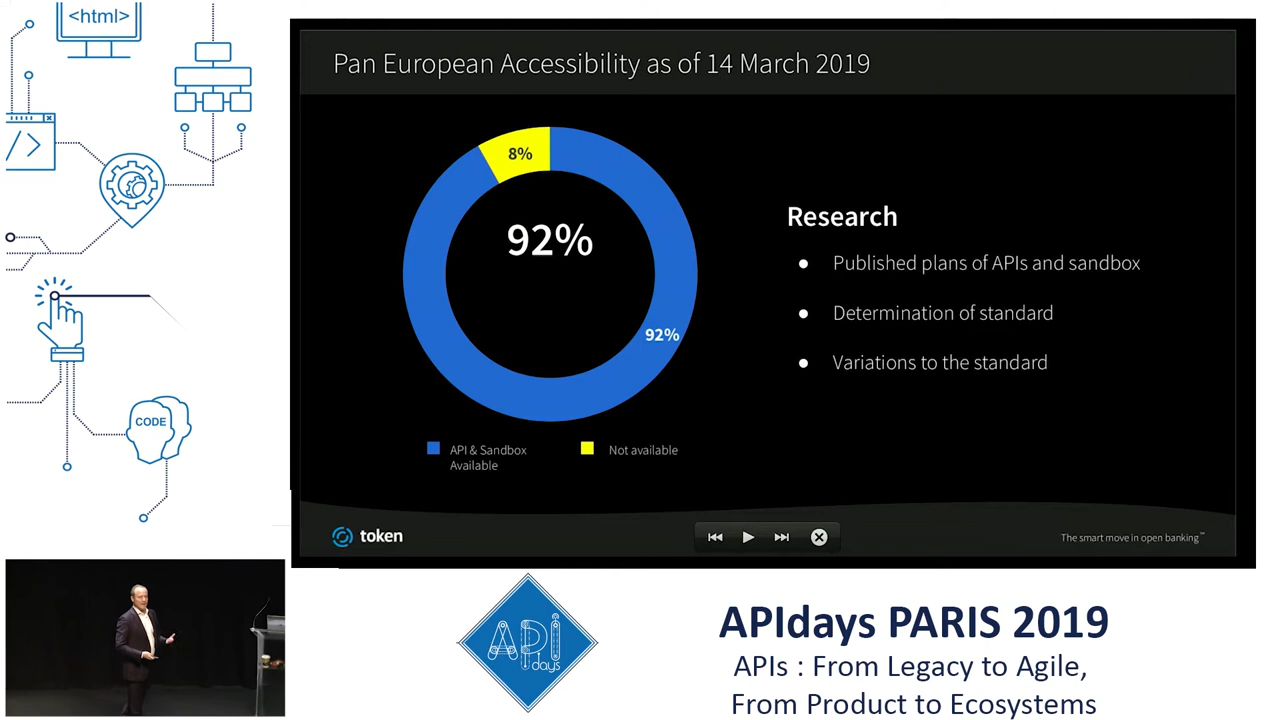 <html>
/>
CODE
Pan European Accessibility as of 14 March 2019
8%
92%
92%
Research
● Published plans of APIs and sandbox
● Determination of standard
● Variations to the standard
API & Sandbox
Available
Not available
token
The smart move in open banking™
API
days
APIdays PARIS 2019
APIs : From Legacy to Agile,
From Product to Ecosystems